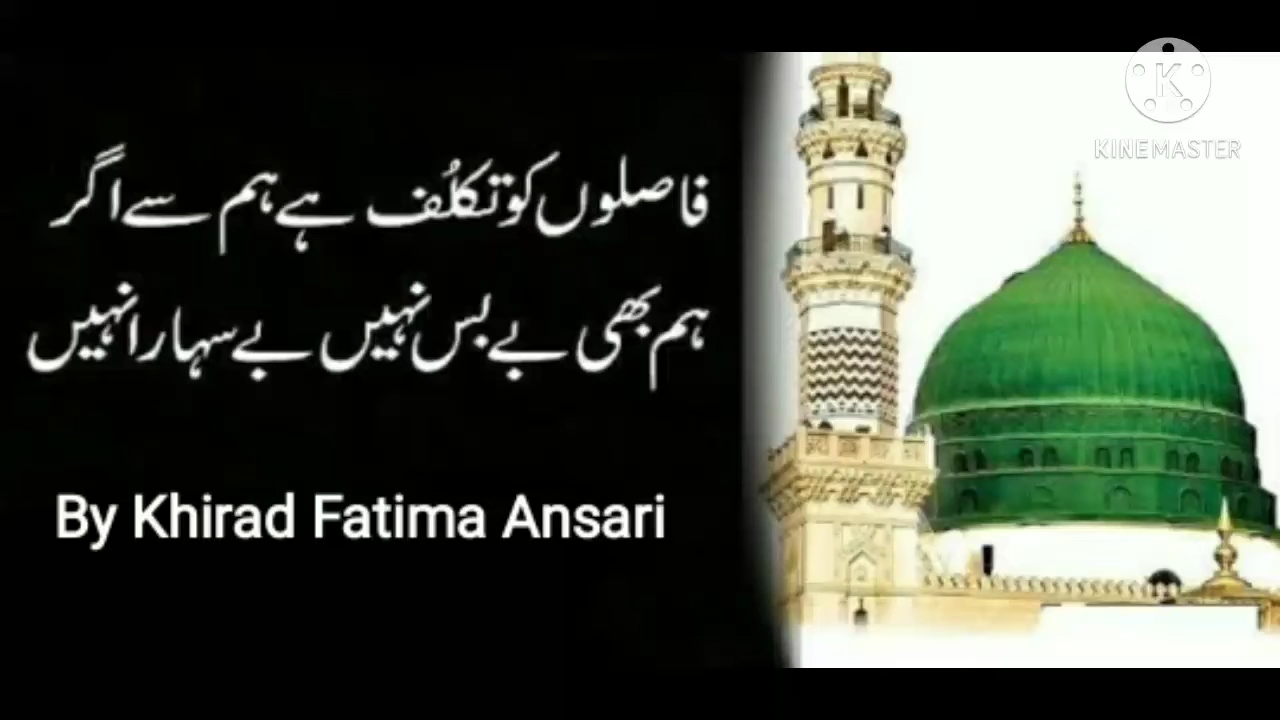 فاصلوں کو تکلُف ہے ہم سے اگر
ہم بھی بے بس نہیں بے سہارا نہیں
By Khirad Fatima Ansari
K
KINEMASTER